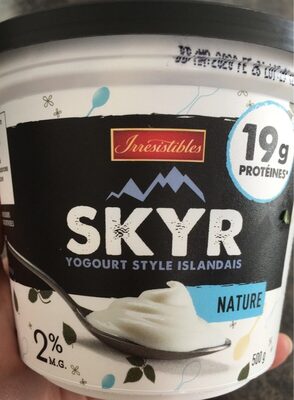 Irrésistibles
19g
PROTÉINES*
SKYR
YOGOURT STYLE ISLANDAIS
NATURE
2%
M.G.
500 g